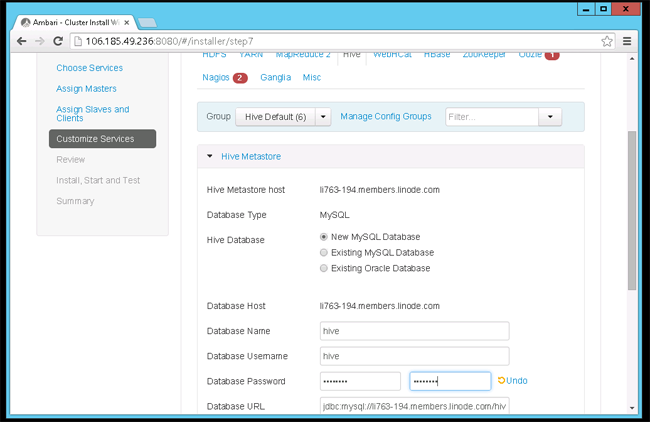 Ambari - Cluster Install Wi
106.185.49.236:8080/#/installer/step7
HDFS YARN MapReduce 2 Hive WebHCat HBase ZooKeeper Oozie 1
Nagios 2 Ganglia Misc
Choose Services
Assign Masters
Assign Slaves and
Clients
Customize Services
Review
Install, Start and Test
Summary
Group Hive Default (6) Manage Config Groups Filter...
Hive Metastore
Hive Metastore host li763-194.members.linode.com
Database Type MySQL
Hive Database New MySQL Database
Existing MySQL Database
Existing Oracle Database
Database Host li763-194.members.linode.com
Database Name hive
Database Username hive
Database Password •••••••• •••••••• Undo
Database URL jdbc:mysql://li763-194.members.linode.com/hiv